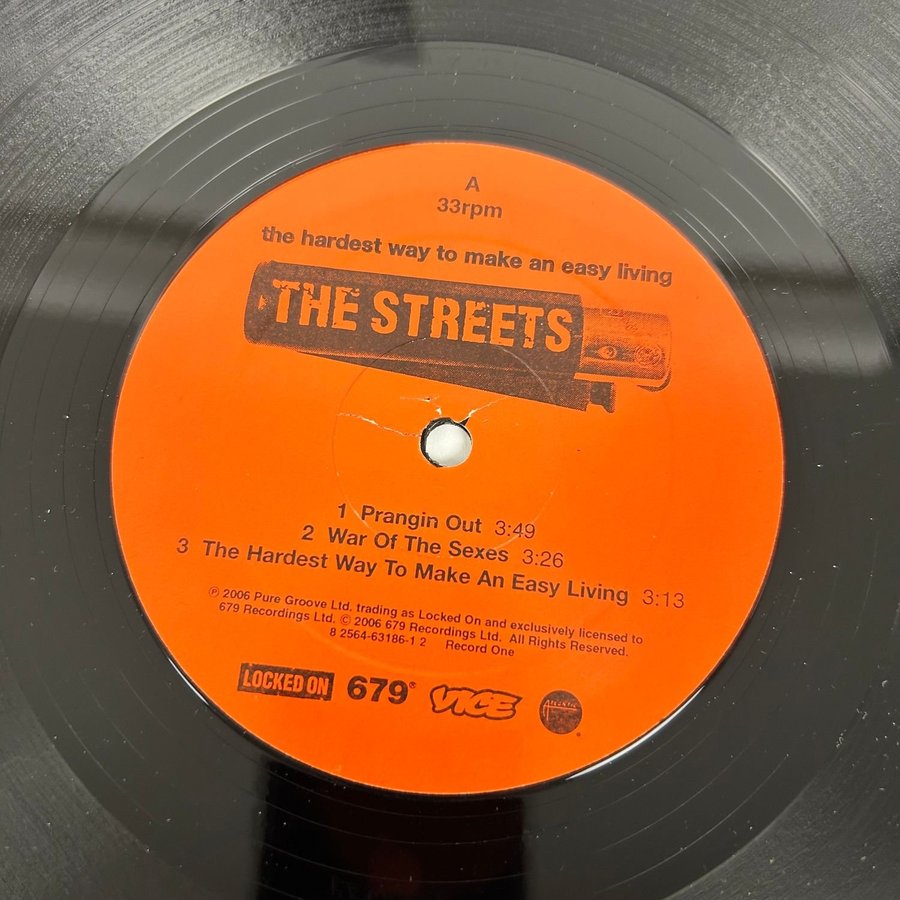 A
33rpm
the hardest way to make an easy living
THE STREETS
1 Prangin Out 3:49
2 War Of The Sexes 3:26
3 The Hardest Way To Make An Easy Living 3:13
℗ 2006 Pure Groove Ltd. trading as Locked On and exclusively licensed to
679 Recordings Ltd. © 2006 679 Recordings Ltd. All Rights Reserved.
8 2564-63186-1 2 Record One
LOCKED ON 679® VICE ATLANTIC ®